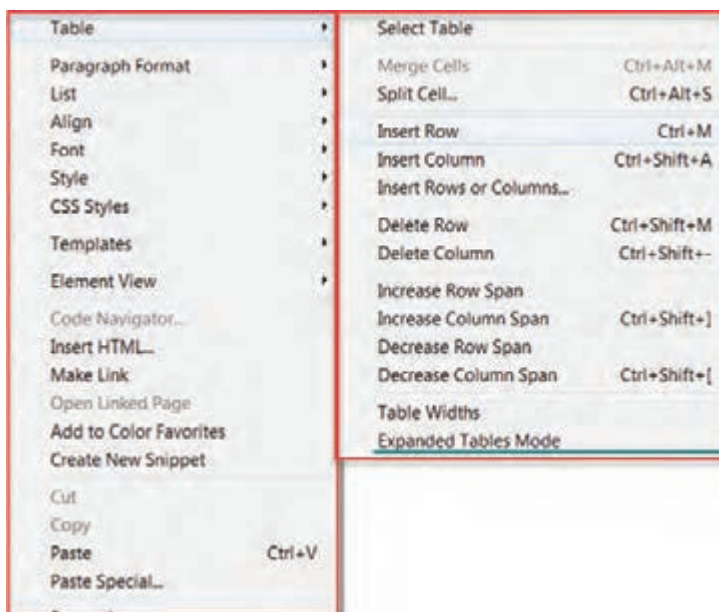 Table
Paragraph Format
List
Align
Font
Style
CSS Styles
Templates
Element View
Code Navigator...
Insert HTML...
Make Link
Open Linked Page
Add to Color Favorites
Create New Snippet
Cut
Copy
Paste Ctrl+V
Paste Special...
Select Table
Merge Cells Ctrl+Alt+M
Split Cell... Ctrl+Alt+S
Insert Row Ctrl+M
Insert Column Ctrl+Shift+A
Insert Rows or Columns...
Delete Row Ctrl+Shift+M
Delete Column Ctrl+Shift+-
Increase Row Span
Increase Column Span Ctrl+Shift+]
Decrease Row Span
Decrease Column Span Ctrl+Shift+[
Table Widths
Expanded Tables Mode